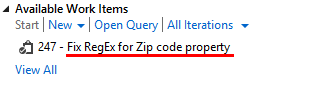 Available Work Items
Start | New | Open Query | All Iterations |
247 - Fix RegEx for Zip code property
View All